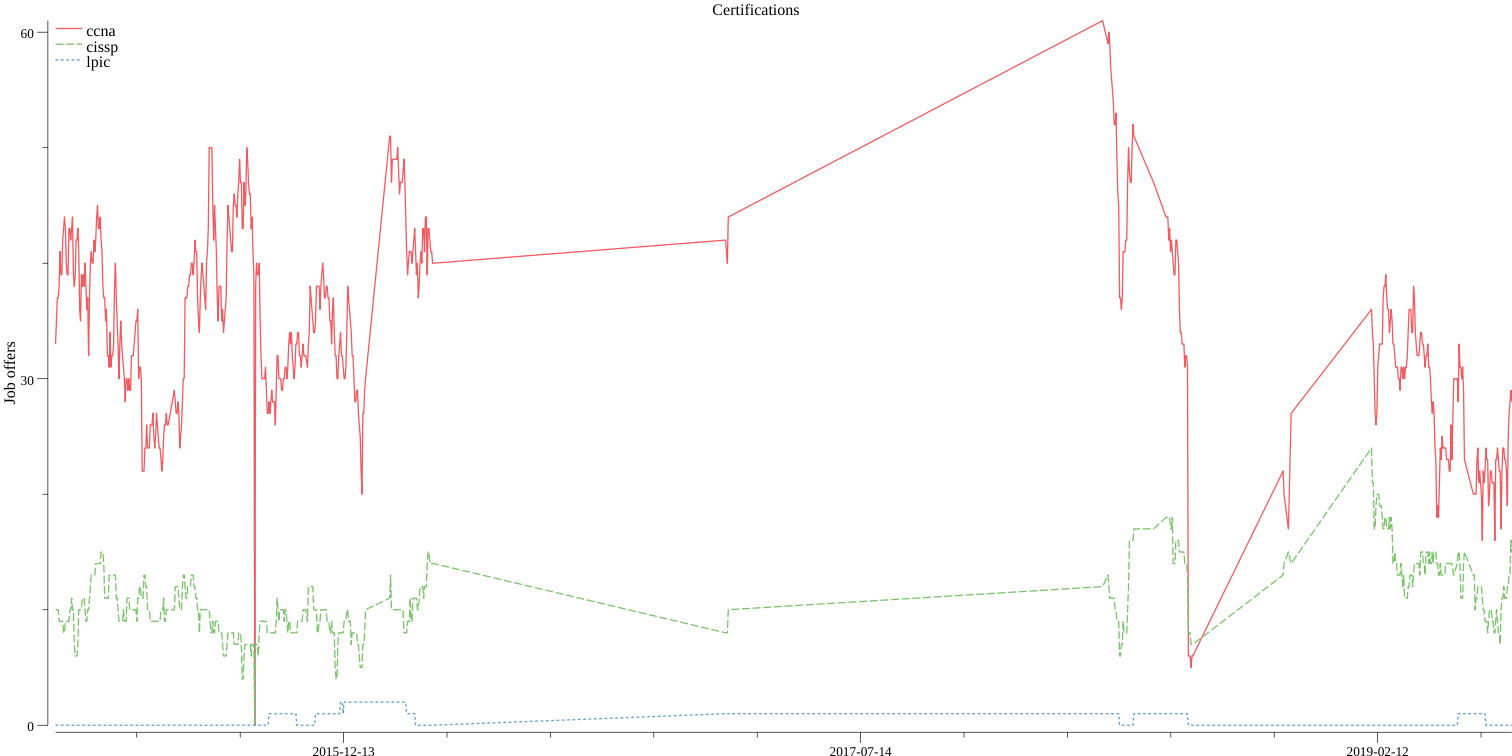 Certifications
60
ccna
cissp
lpic
Job offers
30
0
2015-12-13
2017-07-14
2019-02-12